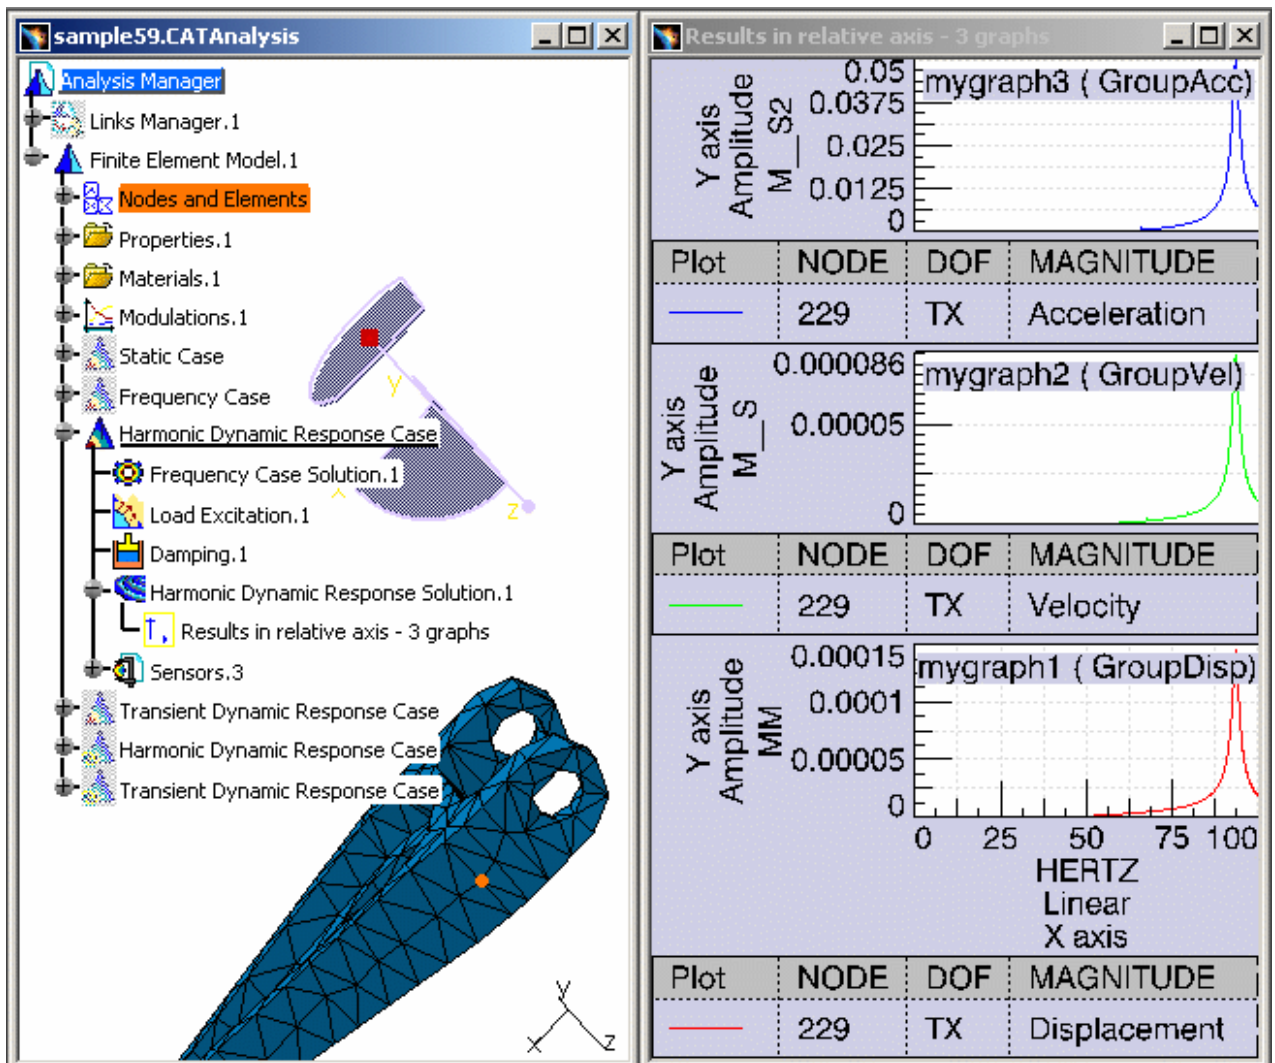 sample59.CATAnalysis
Analysis Manager
Links Manager.1
Finite Element Model.1
Nodes and Elements
Properties.1
Materials.1
Modulations.1
Static Case
Frequency Case
Harmonic Dynamic Response Case
Frequency Case Solution.1
Load Excitation.1
Damping.1
Harmonic Dynamic Response Solution.1
Results in relative axis - 3 graphs
Sensors.3
Transient Dynamic Response Case
Harmonic Dynamic Response Case
Transient Dynamic Response Case
y
x
z
y
x
z
Results in relative axis - 3 graphs
Y axis
Amplitude
M__S2
0.05
0.0375
0.025
0.0125
0
mygraph3 ( GroupAcc)
Plot NODE DOF MAGNITUDE
229 TX Acceleration
Y axis
Amplitude
M__S
0.000086
0.00005
0
mygraph2 ( GroupVel)
Plot NODE DOF MAGNITUDE
229 TX Velocity
Y axis
Amplitude
MM
0.00015
0.0001
0.00005
0
mygraph1 ( GroupDisp)
0 25 50 75 100
HERTZ
Linear
X axis
Plot NODE DOF MAGNITUDE
229 TX Displacement